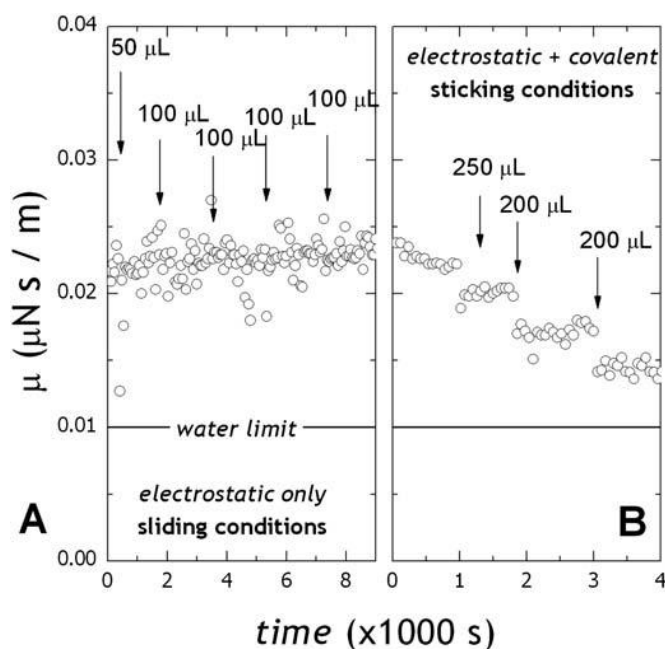 0.04
0.03
0.02
0.01
0.00
μ (μN s / m)
50 μL
100 μL
100 μL
100 μL
100 μL
water limit
electrostatic only
sliding conditions
A
0
2
4
6
8
electrostatic + covalent
sticking conditions
250 μL
200 μL
200 μL
B
0
1
2
3
4
time (x1000 s)